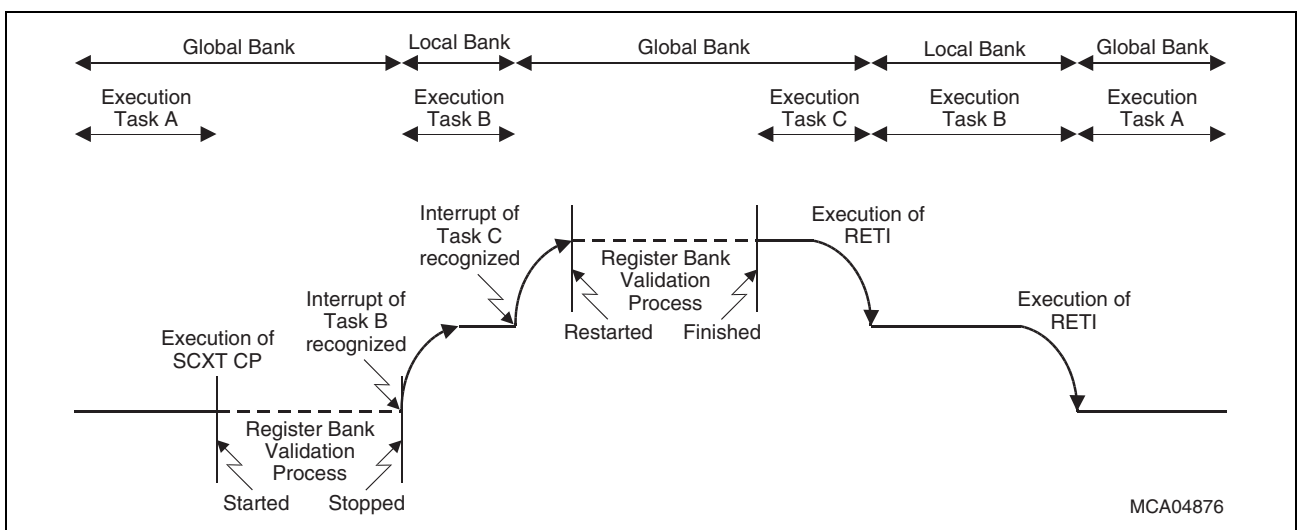 Global Bank
Local Bank
Global Bank
Local Bank
Global Bank
Execution
Task A
Execution
Task B
Execution
Task C
Execution
Task B
Execution
Task A
Interrupt of
Task C
recognized
Execution of
RETI
Register Bank
Validation
Process
Restarted
Finished
Interrupt of
Task B
recognized
Execution of
RETI
Execution of
SCXT CP
Register Bank
Validation
Process
Started
Stopped
MCA04876